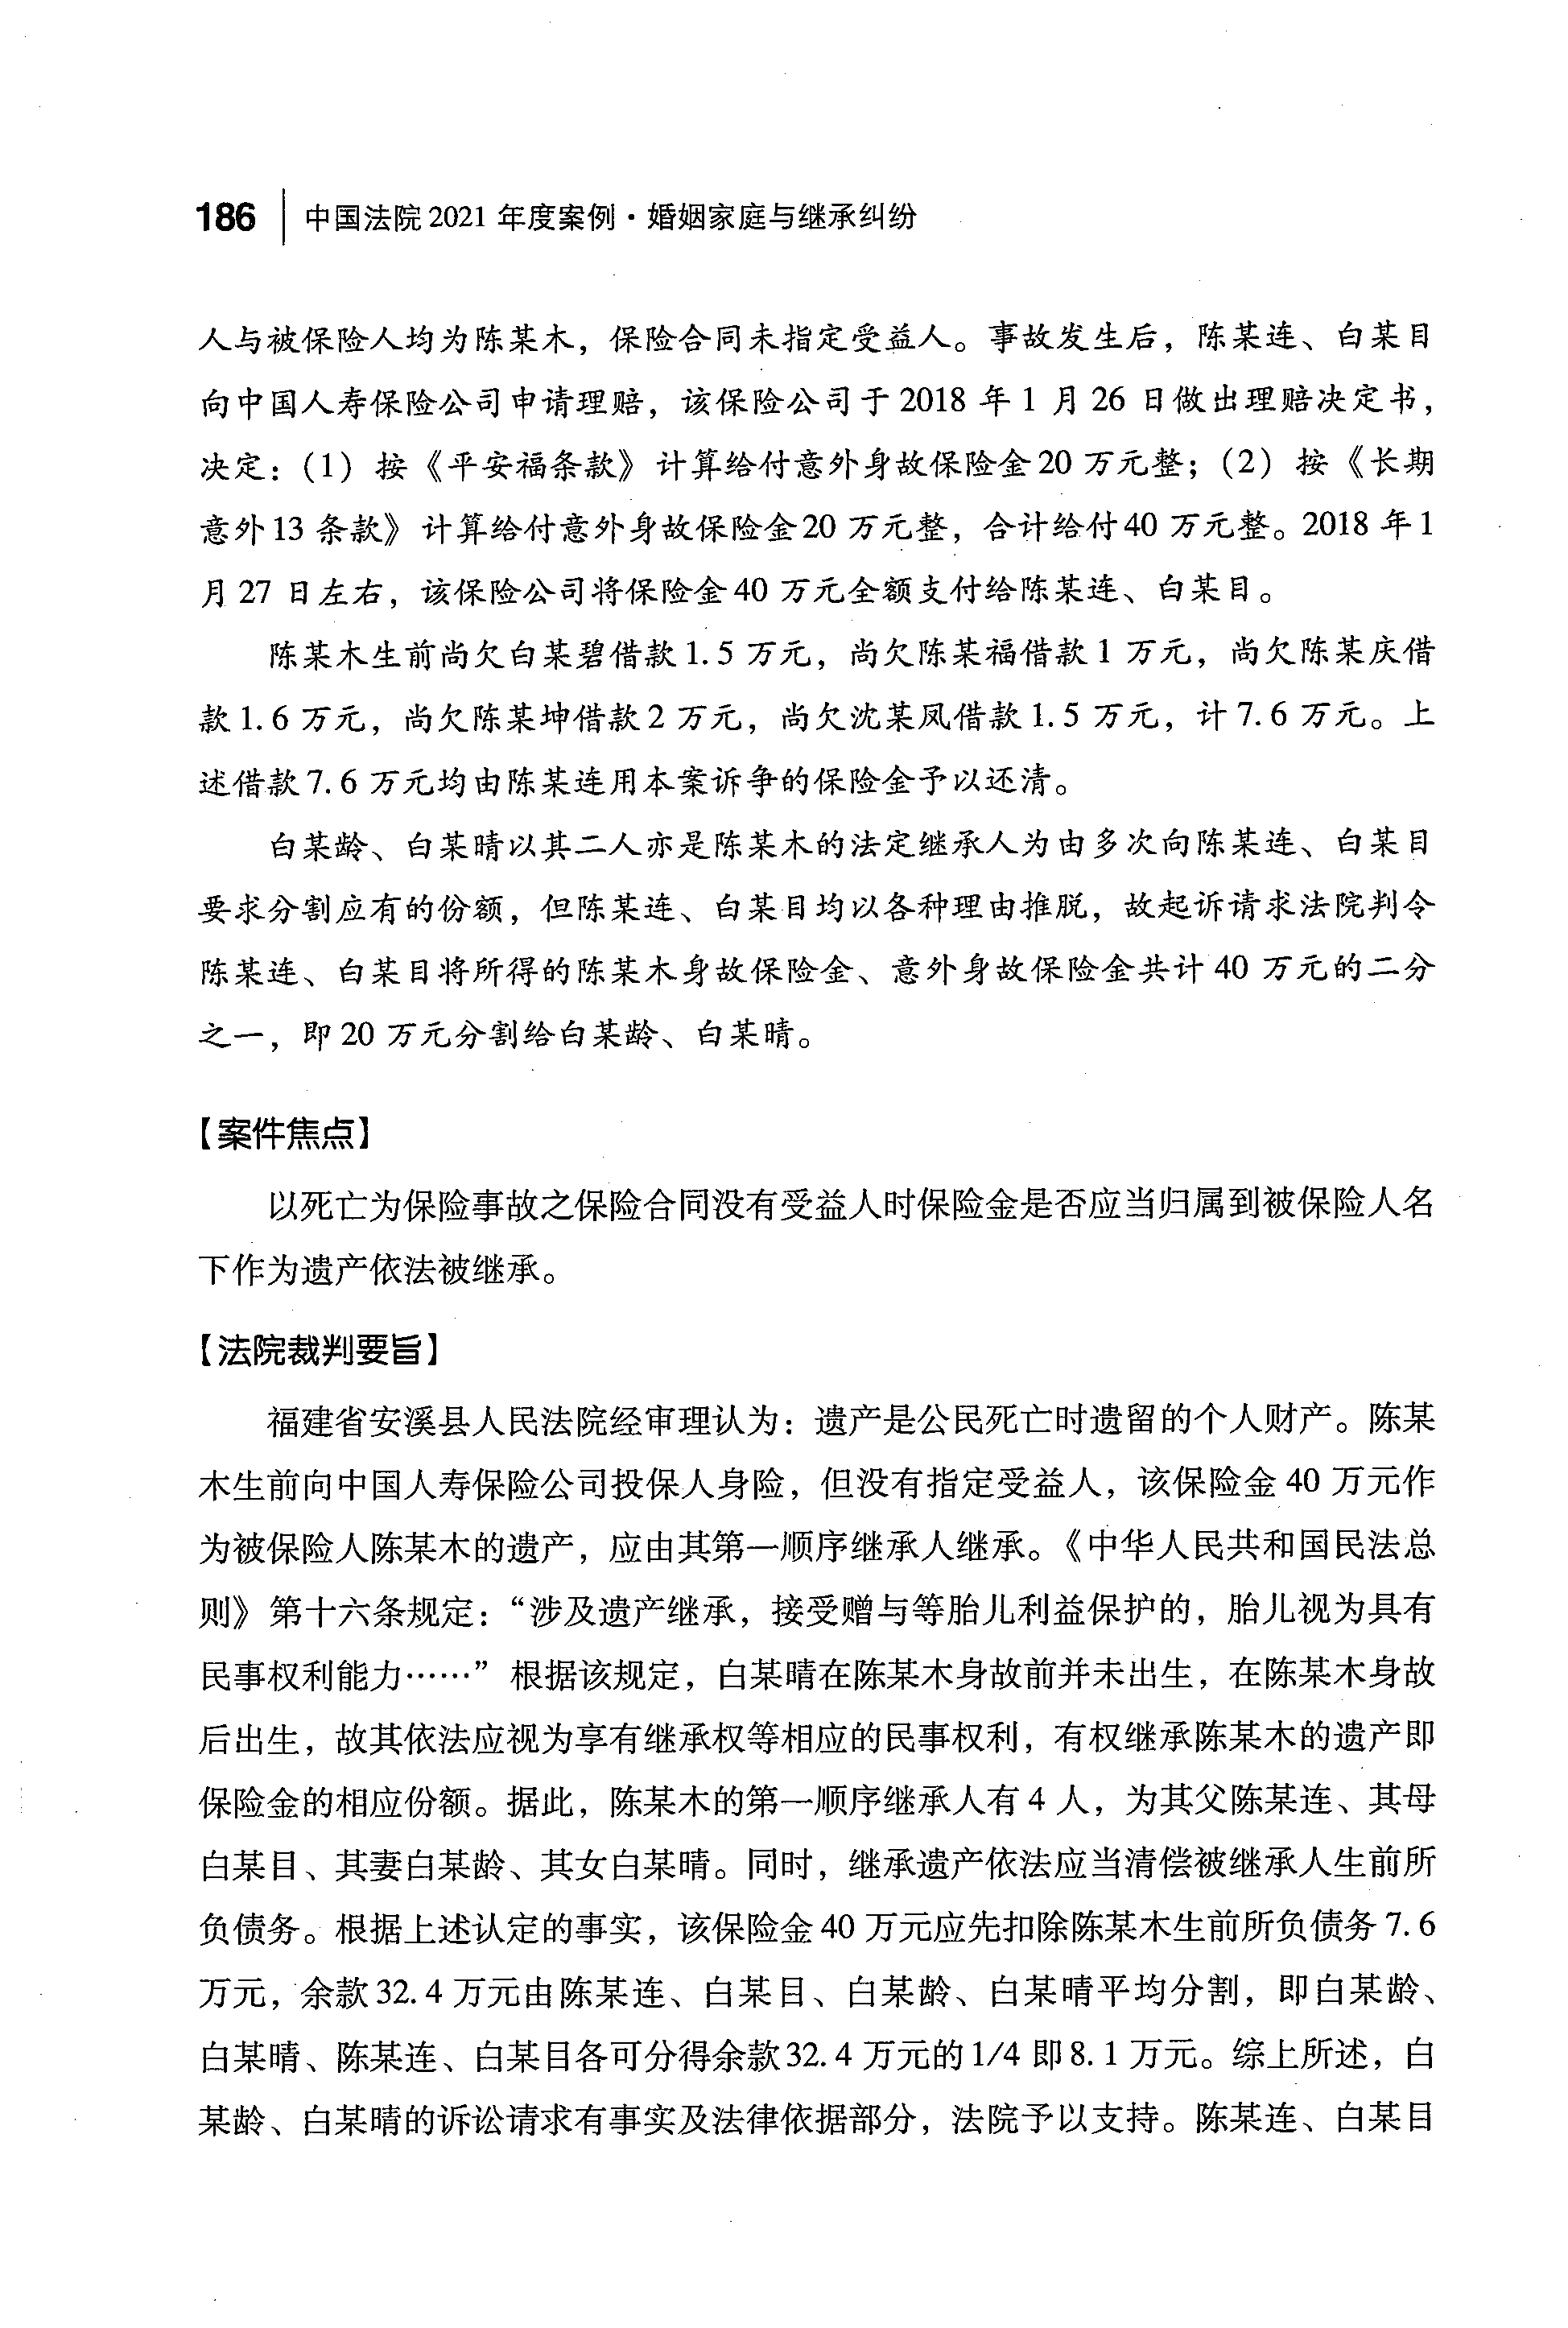 186 | 中国法院2021年度案例·婚姻家庭与继承纠纷
人与被保险人均为陈某木，保险合同未指定受益人。事故发生后，陈某连、白某目
向中国人寿保险公司申请理赔，该保险公司于2018年1月26日做出理赔决定书，
决定：（1）按《平安福条款》计算给付意外身故保险金20万元整；（2）按《长期
意外13条款》计算给付意外身故保险金20万元整，合计给付40万元整。2018年1
月27日左右，该保险公司将保险金40万元全额支付给陈某连、白某目。
陈某木生前尚欠白某碧借款1.5万元，尚欠陈某福借款1万元，尚欠陈某庆借
款1.6万元，尚欠陈某坤借款2万元，尚欠沈某凤借款1.5万元，计7.6万元。上
述借款7.6万元均由陈某连用本案诉争的保险金予以还清。
白某龄、白某晴以其二人亦是陈某木的法定继承人为由多次向陈某连、白某目
要求分割应有的份额，但陈某连、白某目均以各种理由推脱，故起诉请求法院判令
陈某连、白某目将所得的陈某木身故保险金、意外身故保险金共计40万元的二分
之一，即20万元分割给白某龄、白某晴。
【案件焦点】
以死亡为保险事故之保险合同没有受益人时保险金是否应当归属到被保险人名
下作为遗产依法被继承。
【法院裁判要旨】
福建省安溪县人民法院经审理认为：遗产是公民死亡时遗留的个人财产。陈某
木生前向中国人寿保险公司投保人身险，但没有指定受益人，该保险金40万元作
为被保险人陈某木的遗产，应由其第一顺序继承人继承。《中华人民共和国民法总
则》第十六条规定：“涉及遗产继承，接受赠与等胎儿利益保护的，胎儿视为具有
民事权利能力……”根据该规定，白某晴在陈某木身故前并未出生，在陈某木身故
后出生，故其依法应视为享有继承权等相应的民事权利，有权继承陈某木的遗产即
保险金的相应份额。据此，陈某木的第一顺序继承人有4人，为其父陈某连、其母
白某目、其妻白某龄、其女白某晴。同时，继承遗产依法应当清偿被继承人生前所
负债务。根据上述认定的事实，该保险金40万元应先扣除陈某木生前所负债务7.6
万元，余款32.4万元由陈某连、白某目、白某龄、白某晴平均分割，即白某龄、
白某晴、陈某连、白某目各可分得余款32.4万元的1/4即8.1万元。综上所述，白
某龄、白某晴的诉讼请求有事实及法律依据部分，法院予以支持。陈某连、白某目